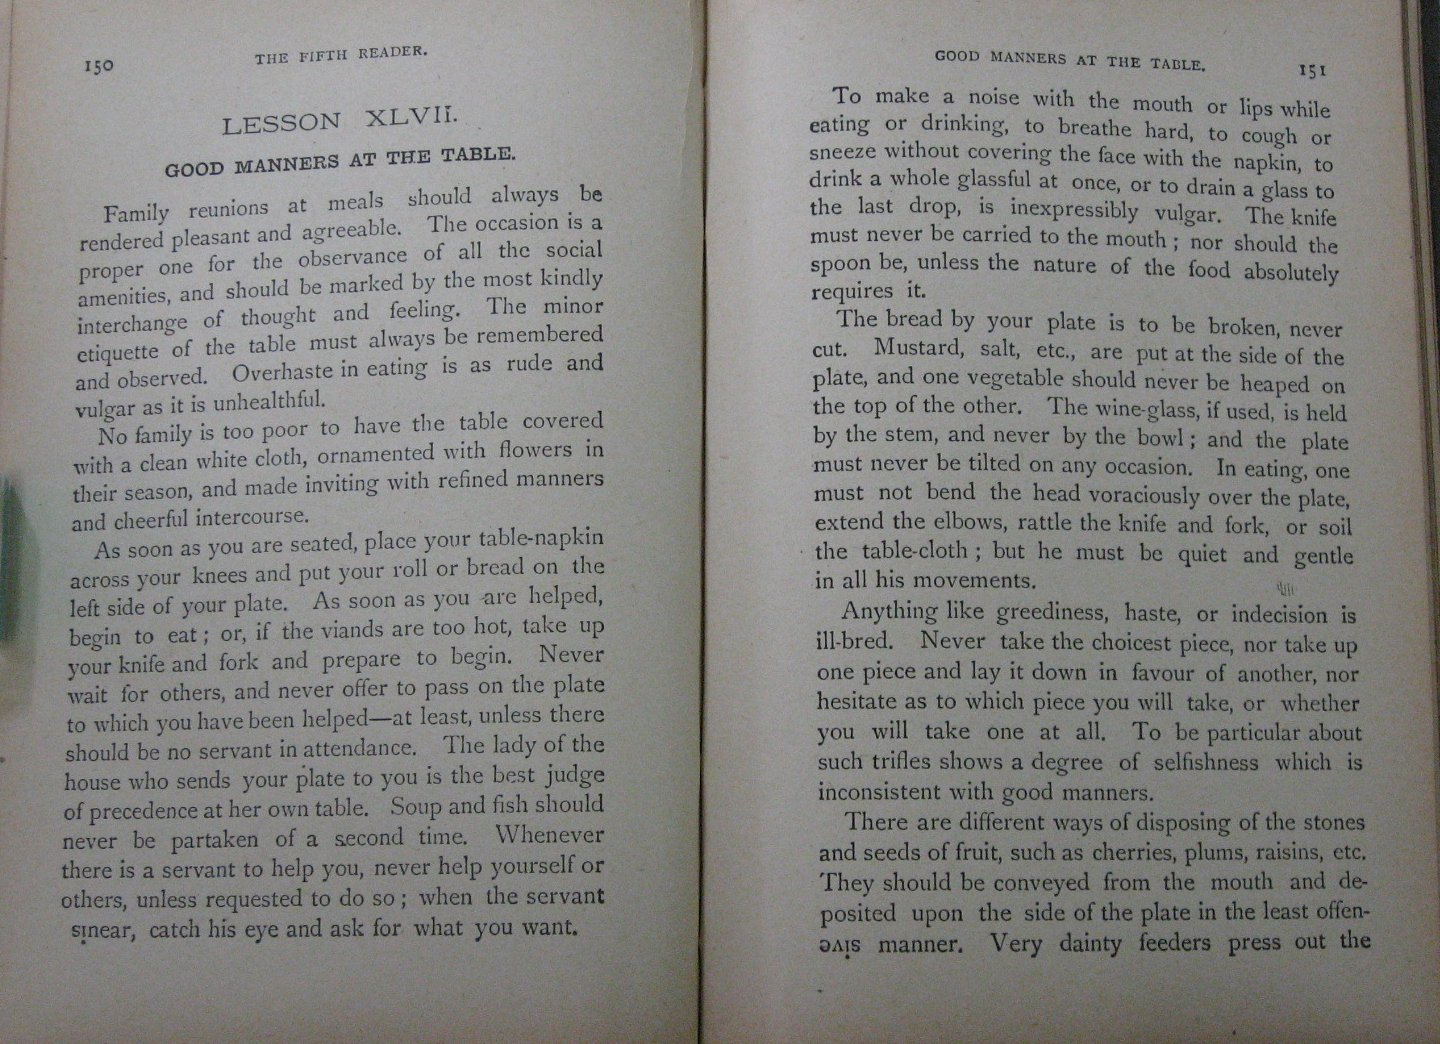 150
THE FIFTH READER.
LESSON XLVII.
GOOD MANNERS AT THE TABLE.
Family reunions at meals should always be
rendered pleasant and agreeable. The occasion is a
proper one for the observance of all the social
amenities, and should be marked by the most kindly
interchange of thought and feeling. The minor
etiquette of the table must always be remembered
and observed. Overhaste in eating is as rude and
vulgar as it is unhealthful.
No family is too poor to have the table covered
with a clean white cloth, ornamented with flowers in
their season, and made inviting with refined manners
and cheerful intercourse.
As soon as you are seated, place your table-napkin
across your knees and put your roll or bread on the
left side of your plate. As soon as you are helped,
begin to eat; or, if the viands are too hot, take up
your knife and fork and prepare to begin. Never
wait for others, and never offer to pass on the plate
to which you have been helped—at least, unless there
should be no servant in attendance. The lady of the
house who sends your plate to you is the best judge
of precedence at her own table. Soup and fish should
never be partaken of a second time. Whenever
there is a servant to help you, never help yourself or
others, unless requested to do so; when the servant
sᴉnear, catch his eye and ask for what you want.
GOOD MANNERS AT THE TABLE.
151
To make a noise with the mouth or lips while
eating or drinking, to breathe hard, to cough or
sneeze without covering the face with the napkin, to
drink a whole glassful at once, or to drain a glass to
the last drop, is inexpressibly vulgar. The knife
must never be carried to the mouth; nor should the
spoon be, unless the nature of the food absolutely
requires it.
The bread by your plate is to be broken, never
cut. Mustard, salt, etc., are put at the side of the
plate, and one vegetable should never be heaped on
the top of the other. The wine-glass, if used, is held
by the stem, and never by the bowl; and the plate
must never be tilted on any occasion. In eating, one
must not bend the head voraciously over the plate,
extend the elbows, rattle the knife and fork, or soil
the table-cloth; but he must be quiet and gentle
in all his movements.
Anything like greediness, haste, or indecision is
ill-bred. Never take the choicest piece, nor take up
one piece and lay it down in favour of another, nor
hesitate as to which piece you will take, or whether
you will take one at all. To be particular about
such trifles shows a degree of selfishness which is
inconsistent with good manners.
There are different ways of disposing of the stones
and seeds of fruit, such as cherries, plums, raisins, etc.
They should be conveyed from the mouth and de-
posited upon the side of the plate in the least offen-
ǝʌᴉs manner. Very dainty feeders press out the